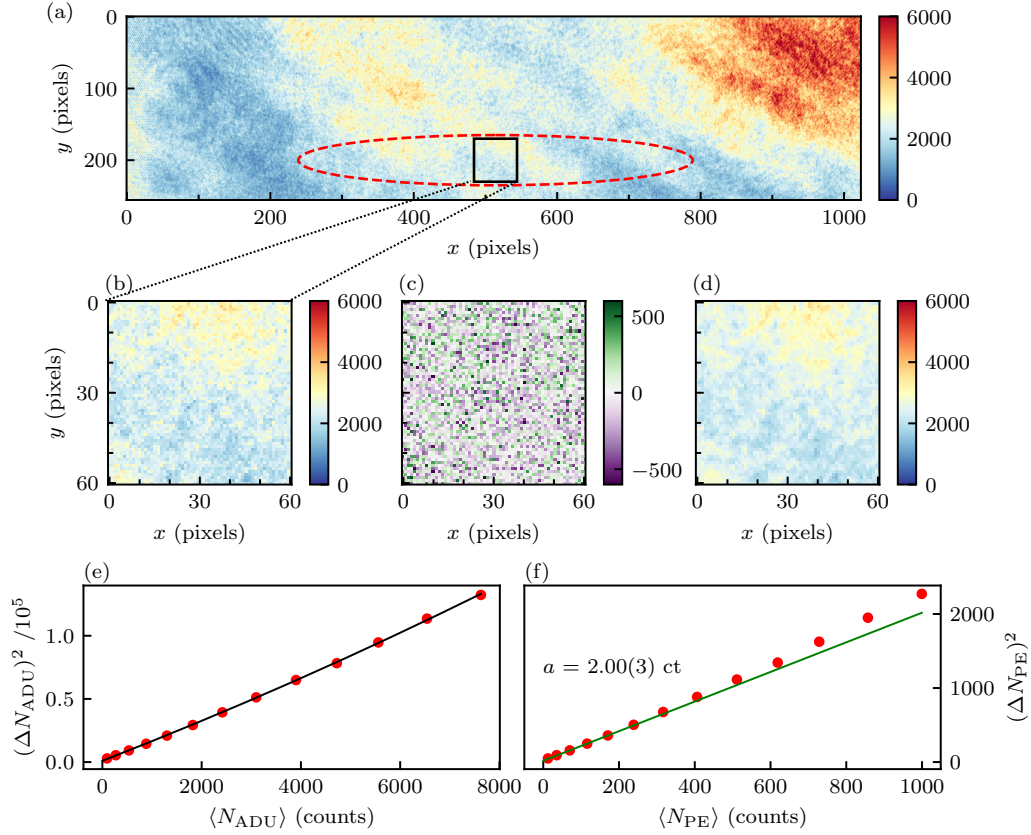 (a)
0
100
200
y (pixels)
0 200 400 600 800 1000
x (pixels)
6000
4000
2000
0
(b)
0
30
60
y (pixels)
0 30 60
x (pixels)
6000
4000
2000
0
(c)
0 30 60
x (pixels)
500
0
−500
(d)
0 30 60
x (pixels)
6000
4000
2000
0
(e)
1.0
0.5
0.0
(ΔN_ADU)² /10⁵
0 2000 4000 6000 8000
⟨N_ADU⟩ (counts)
(f)
a = 2.00(3) ct
2000
1000
0
(ΔN_PE)²
0 200 400 600 800 1000
⟨N_PE⟩ (counts)